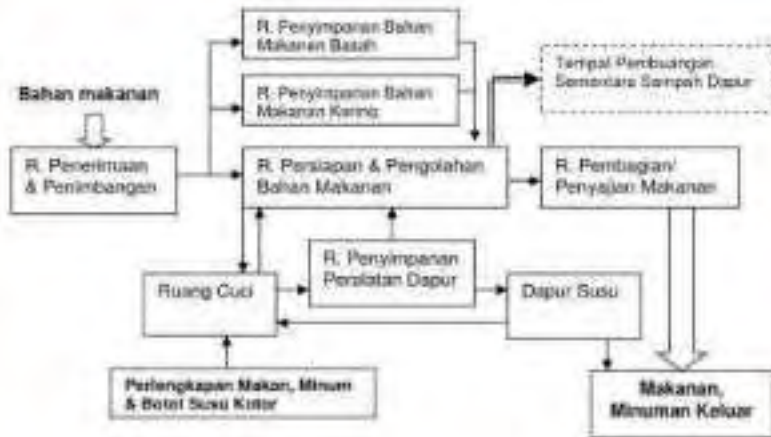 R. Penyimpanan Bahan
Makanan Basah
Tempat Pembuangan
Sementara Sampah Dapur
Bahan makanan
R. Penyimpanan Bahan
Makanan Kering
R. Penerimaan
& Penimbangan
R. Persiapan & Pengolahan
Bahan Makanan
R. Pembagian/
Penyajian Makanan
R. Penyimpanan
Peralatan Dapur
Ruang Cuci
Dapur Susu
Perlengkapan Makan, Minum
& Botol Susu Kotor
Makanan,
Minuman Keluar